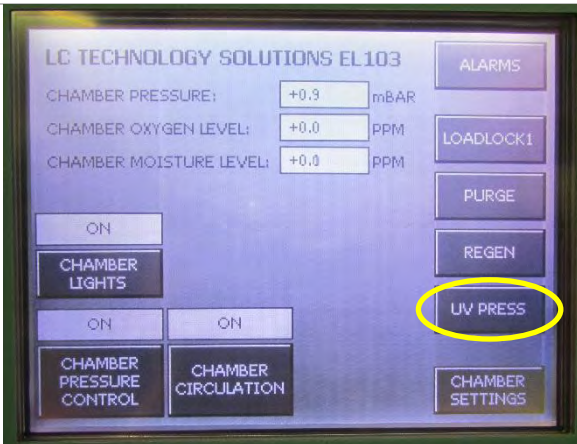 LC TECHNOLOGY SOLUTIONS EL103
CHAMBER PRESSURE: +0.9 mBAR
CHAMBER OXYGEN LEVEL: +0.0 PPM
CHAMBER MOISTURE LEVEL: +0.0 PPM
ALARMS
LOADLOCK1
PURGE
REGEN
UV PRESS
CHAMBER
SETTINGS
ON
CHAMBER
LIGHTS
ON
CHAMBER
PRESSURE
CONTROL
ON
CHAMBER
CIRCULATION